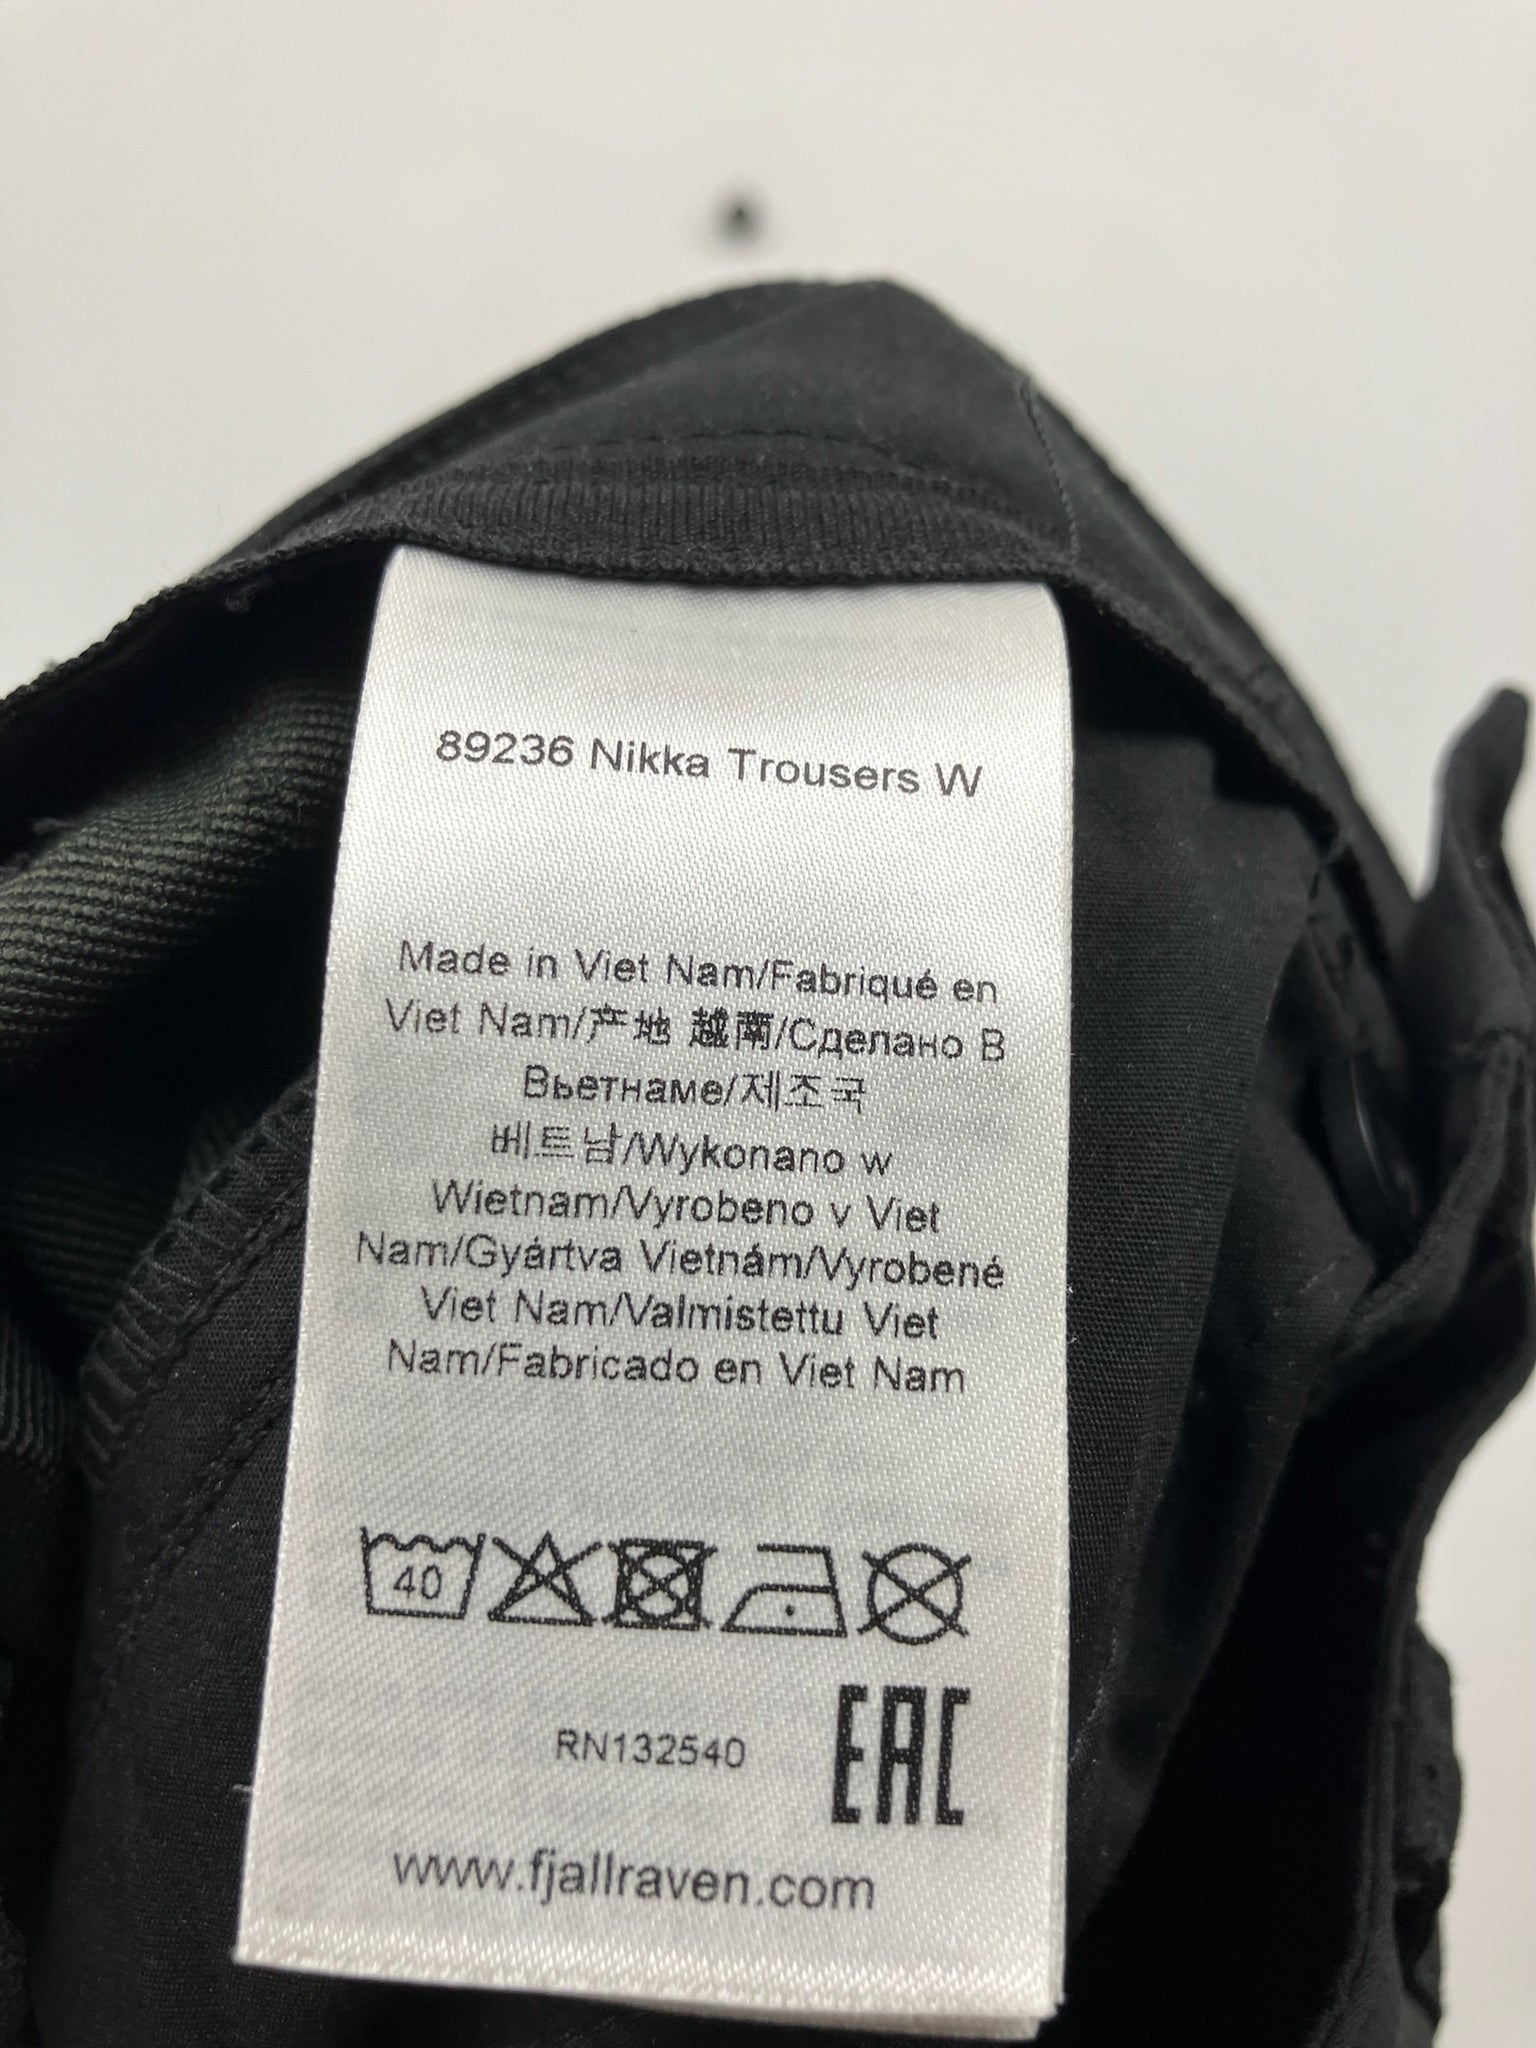 89236 Nikka Trousers W
Made in Viet Nam/Fabriqué en
Viet Nam/产地 越南/Сделано В
Вьетнаме/제조국
베트남/Wykonano w
Wietnam/Vyrobeno v Viet
Nam/Gyártva Vietnám/Vyrobené
Viet Nam/Valmistettu Viet
Nam/Fabricado en Viet Nam
40
RN132540 EAC
www.fjallraven.com